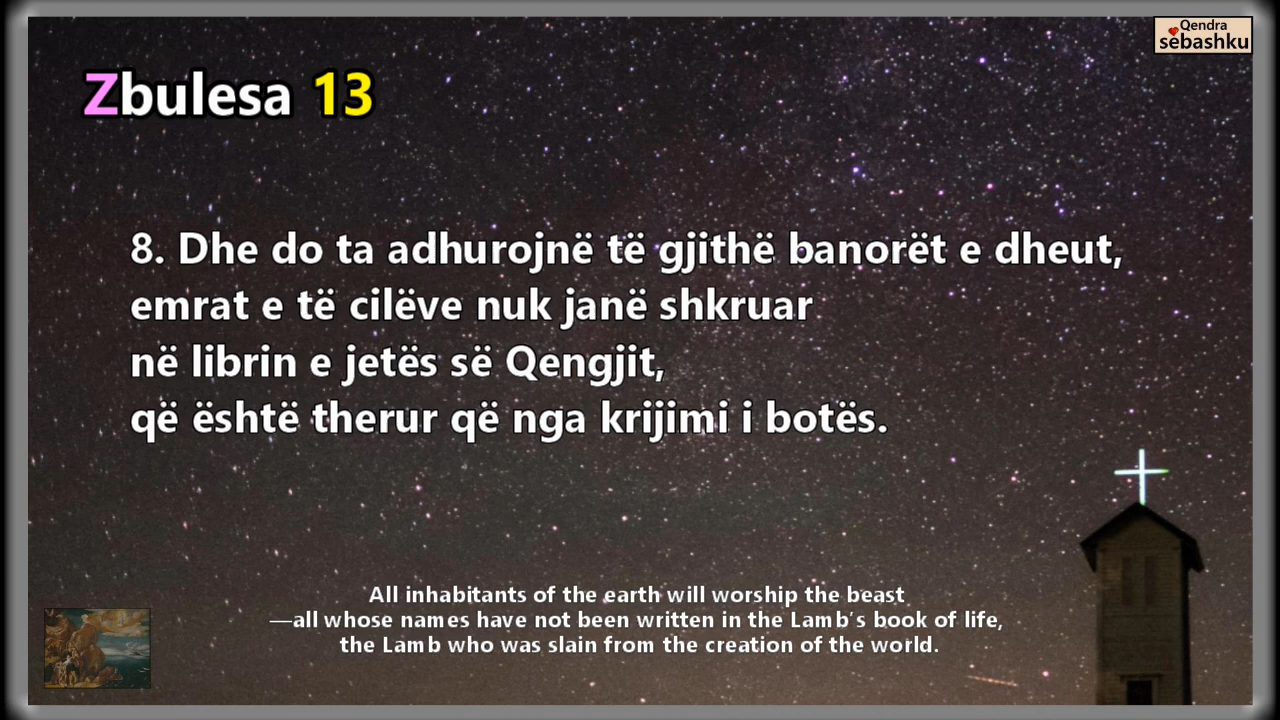 Qendra
sebashku
Zbulesa 13
8. Dhe do ta adhurojnë të gjithë banorët e dheut,
emrat e të cilëve nuk janë shkruar
në librin e jetës së Qengjit,
që është therur që nga krijimi i botës.
All inhabitants of the earth will worship the beast
—all whose names have not been written in the Lamb's book of life,
the Lamb who was slain from the creation of the world.